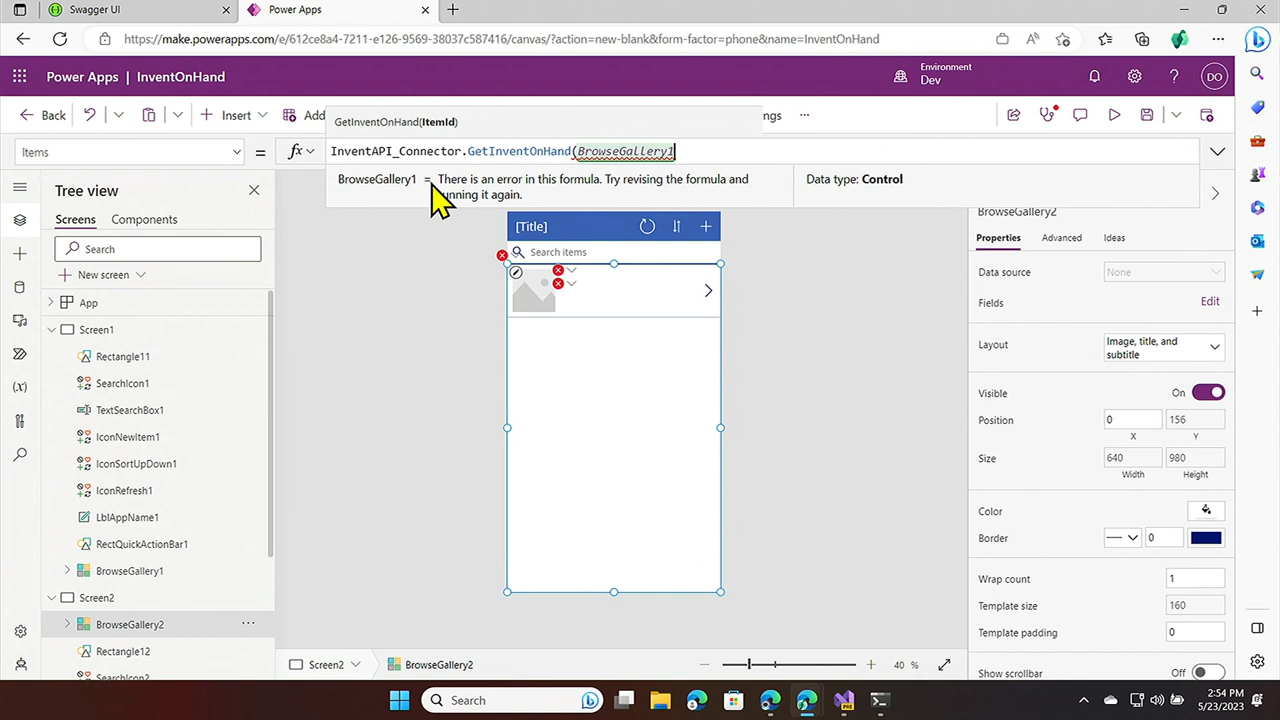 Swagger UI
Power Apps
https://make.powerapps.com/e/612ce8a4-7211-e126-9569-38037c587416/canvas/?action=new-blank&form-factor=phone&name=InventOnHand
Power Apps | InventOnHand
Environment
Dev
DO
Back
Insert
Add
ngs
GetInventOnHand(ItemId)
Items
=
fx
InventAPI_Connector.GetInventOnHand(BrowseGallery1
BrowseGallery1 = There is an error in this formula. Try revising the formula and
unning it again.
Data type: Control
Tree view
Screens
Components
Search
New screen
App
Screen1
Rectangle11
SearchIcon1
TextSearchBox1
IconNewItem1
IconSortUpDown1
IconRefresh1
LblAppName1
RectQuickActionBar1
BrowseGallery1
Screen2
BrowseGallery2
Rectangle12
SearchIcon2
[Title]
Search items
BrowseGallery2
Properties
Advanced
Ideas
Data source
None
Fields
Edit
Layout
Image, title, and
subtitle
Visible
On
Position
0
156
X
Y
Size
640
980
Width
Height
Color
Border
0
Wrap count
1
Template size
160
Template padding
0
Show scrollbar
Off
Screen2
BrowseGallery2
40 %
Search
2:54 PM
5/23/2023